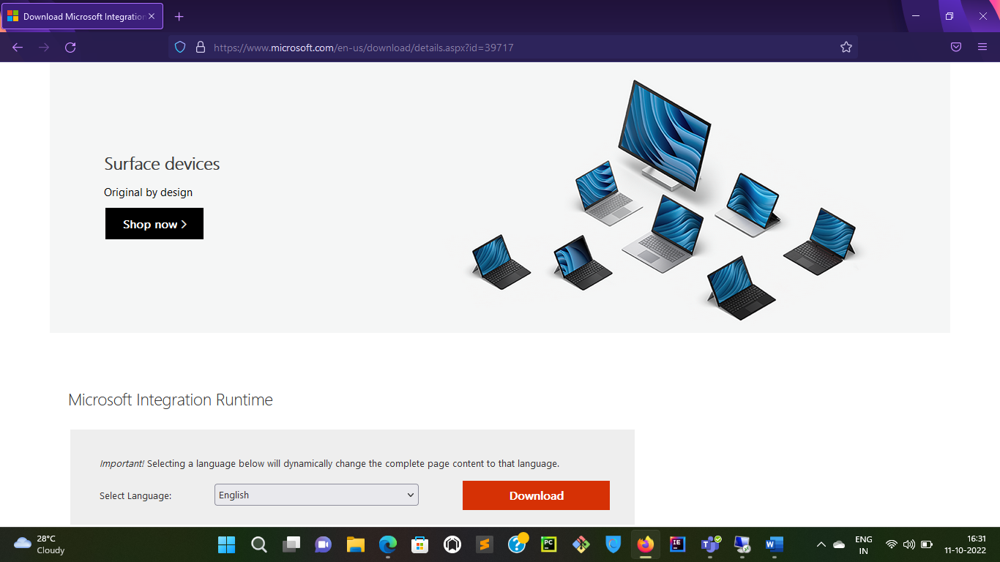 Download Microsoft Integration
https://www.microsoft.com/en-us/download/details.aspx?id=39717
Surface devices
Original by design
Shop now
Microsoft Integration Runtime
Important! Selecting a language below will dynamically change the complete page content to that language.
Select Language:
English
Download
28°C
Cloudy
PC
IE
ENG
IN
16:31
11-10-2022